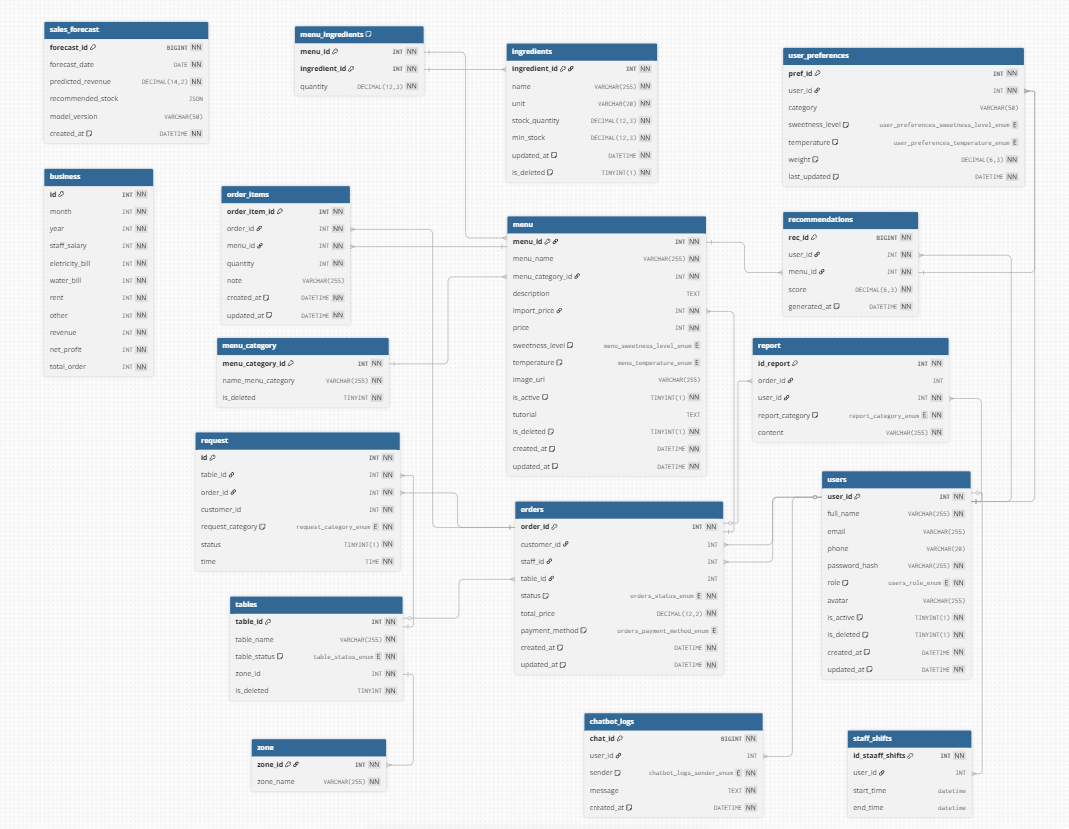 sales_forecast
forecast_id BIGINT NN
forecast_date DATE NN
predicted_revenue DECIMAL(14,2) NN
recommended_stock JSON
model_version VARCHAR(50)
created_at DATETIME NN
menu_ingredients
menu_id INT NN
ingredient_id INT NN
quantity DECIMAL(12,3) NN
ingredients
ingredient_id INT NN
name VARCHAR(255) NN
unit VARCHAR(20) NN
stock_quantity DECIMAL(12,3) NN
min_stock DECIMAL(12,3) NN
updated_at DATETIME NN
is_deleted TINYINT(1) NN
user_preferences
pref_id INT NN
user_id INT NN
category VARCHAR(50)
sweetness_level user_preferences_sweetness_level_enum E
temperature user_preferences_temperature_enum E
weight DECIMAL(6,3) NN
last_updated DATETIME NN
business
id INT NN
month INT NN
year INT NN
staff_salary INT NN
eletricity_bill INT NN
water_bill INT NN
rent INT NN
other INT NN
revenue INT NN
net_profit INT NN
total_order INT NN
order_items
order_item_id INT NN
order_id INT NN
menu_id INT NN
quantity INT NN
note VARCHAR(255)
created_at DATETIME NN
updated_at DATETIME NN
menu
menu_id INT NN
menu_name VARCHAR(255) NN
menu_category_id INT NN
description TEXT
import_price INT NN
price INT NN
sweetness_level menu_sweetness_level_enum E
temperature menu_temperature_enum E
image_url VARCHAR(255)
is_active TINYINT(1) NN
tutorial TEXT
is_deleted TINYINT(1) NN
created_at DATETIME NN
updated_at DATETIME NN
recommendations
rec_id BIGINT NN
user_id INT NN
menu_id INT NN
score DECIMAL(6,3) NN
generated_at DATETIME NN
menu_category
menu_category_id INT NN
name_menu_category VARCHAR(255) NN
is_deleted TINYINT NN
report
id_report INT NN
order_id INT
user_id INT NN
report_category report_category_enum E NN
content VARCHAR(255) NN
request
id INT NN
table_id INT NN
order_id INT NN
customer_id INT NN
request_category request_category_enum E NN
status TINYINT(1) NN
time TIME NN
orders
order_id INT NN
customer_id INT
staff_id INT
table_id INT
status orders_status_enum E NN
total_price DECIMAL(12,2) NN
payment_method orders_payment_method_enum E
created_at DATETIME NN
updated_at DATETIME NN
users
user_id INT NN
full_name VARCHAR(255) NN
email VARCHAR(255)
phone VARCHAR(20)
password_hash VARCHAR(255) NN
role users_role_enum E NN
avatar VARCHAR(255)
is_active TINYINT(1) NN
is_deleted TINYINT(1) NN
created_at DATETIME NN
updated_at DATETIME NN
tables
table_id INT NN
table_name VARCHAR(255) NN
table_status table_status_enum E NN
zone_id INT NN
is_deleted TINYINT NN
zone
zone_id INT NN
zone_name VARCHAR(255) NN
chatbot_logs
chat_id BIGINT NN
user_id INT
sender chatbot_logs_sender_enum E NN
message TEXT NN
created_at DATETIME NN
staff_shifts
id_staaff_shifts INT NN
user_id INT
start_time datetime
end_time datetime